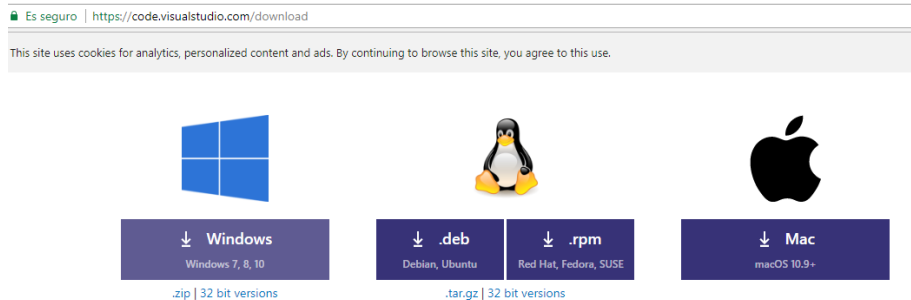 Es seguro | https://code.visualstudio.com/download
This site uses cookies for analytics, personalized content and ads. By continuing to browse this site, you agree to this use.
Windows
Windows 7, 8, 10
.zip | 32 bit versions
.deb
Debian, Ubuntu
.rpm
Red Hat, Fedora, SUSE
.tar.gz | 32 bit versions
Mac
macOS 10.9+